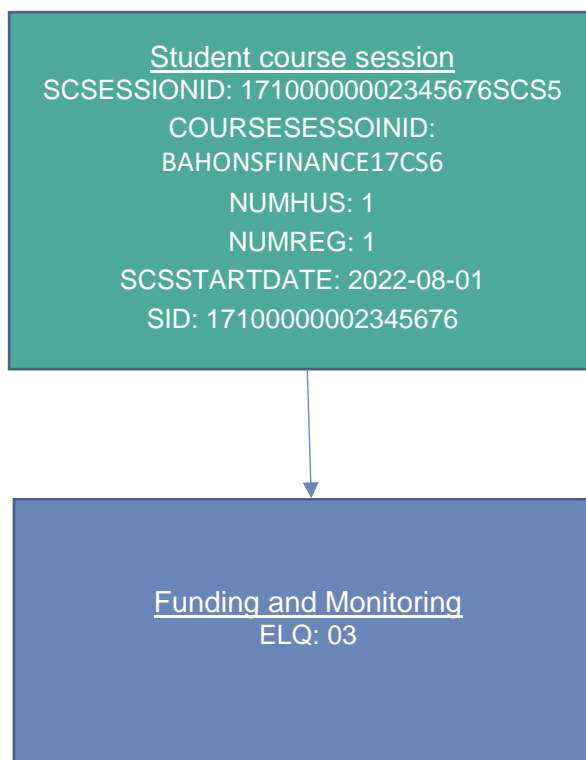 Student course session
SCSESSIONID: 17100000002345676SCS5
COURSESESSOINID:
BAHONSFINANCE17CS6
NUMHUS: 1
NUMREG: 1
SCSSTARTDATE: 2022-08-01
SID: 17100000002345676
Funding and Monitoring
ELQ: 03